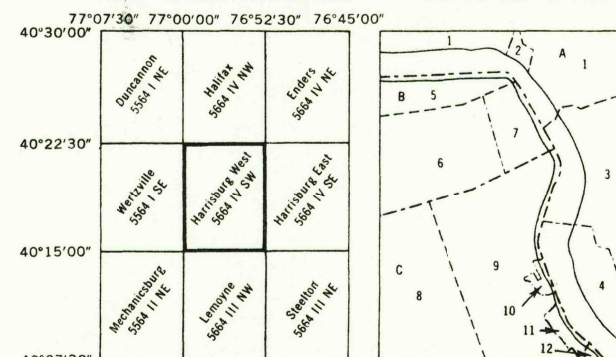 77°07'30" 77°00'00" 76°52'30" 76°45'00"
40°30'00"
Duncannon
5564 I NE
Halifax
5664 IV NW
Enders
5664 IV NE
40°22'30"
Wertzville
5564 I SE
Harrisburg West
5664 IV SW
Harrisburg East
5664 IV SE
40°15'00"
Mechanicsburg
5564 II NE
Lemoyne
5664 III NW
Steelton
5664 III NE
1
2
A
1
B
5
7
6
3
C
8
9
4
10
11
12